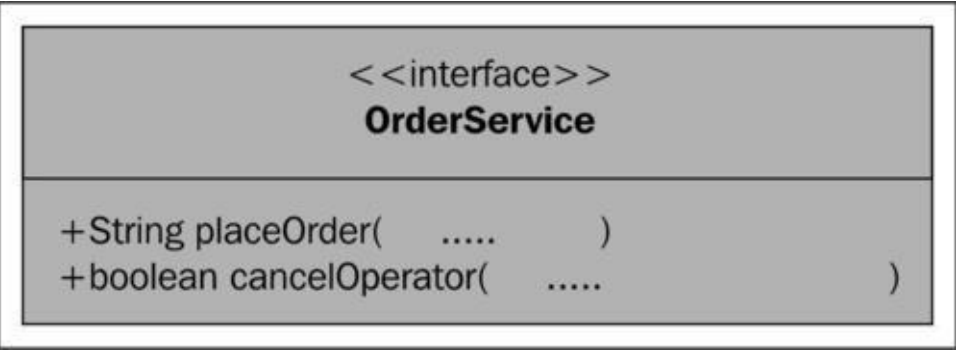 <<interface>>
OrderService
+String placeOrder( ..... )
+boolean cancelOperator( ..... )